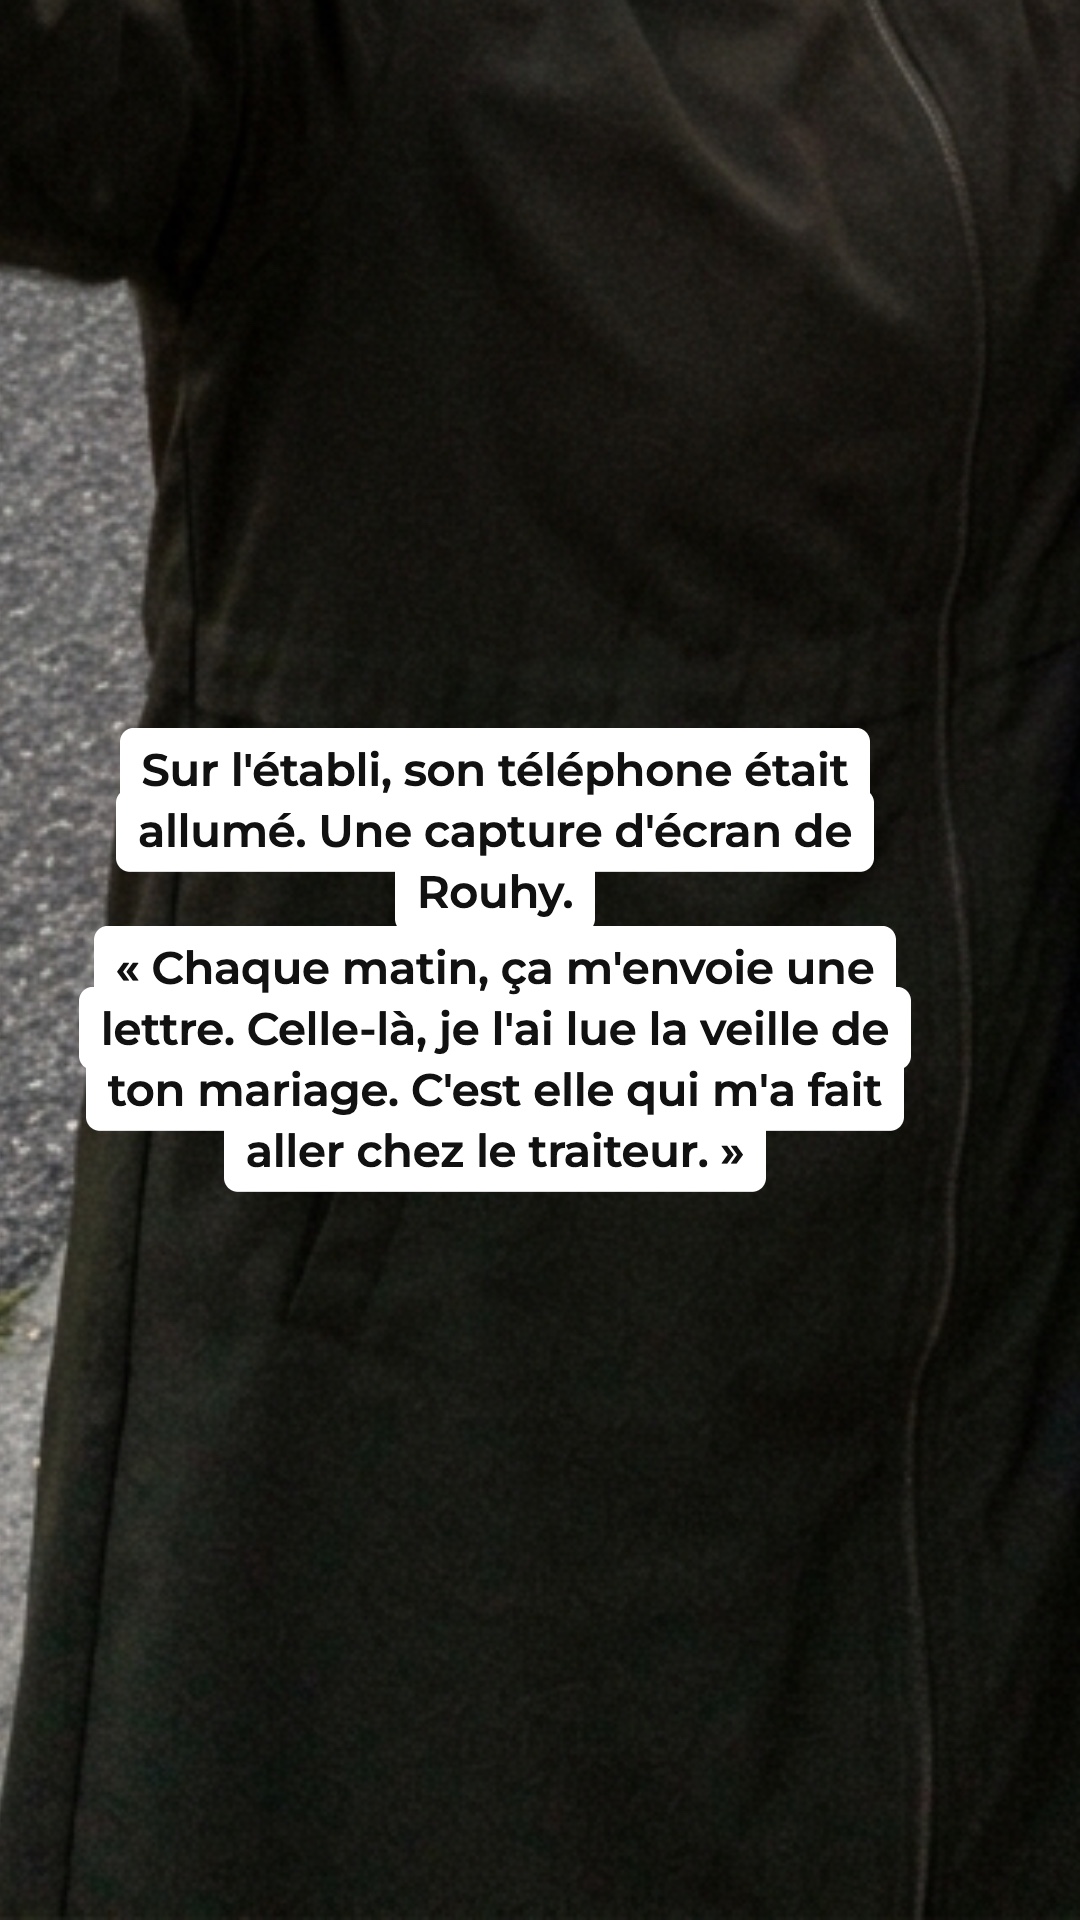 Sur l'établi, son téléphone était
allumé. Une capture d'écran de
Rouhy.
« Chaque matin, ça m'envoie une
lettre. Celle-là, je l'ai lue la veille de
ton mariage. C'est elle qui m'a fait
aller chez le traiteur. »